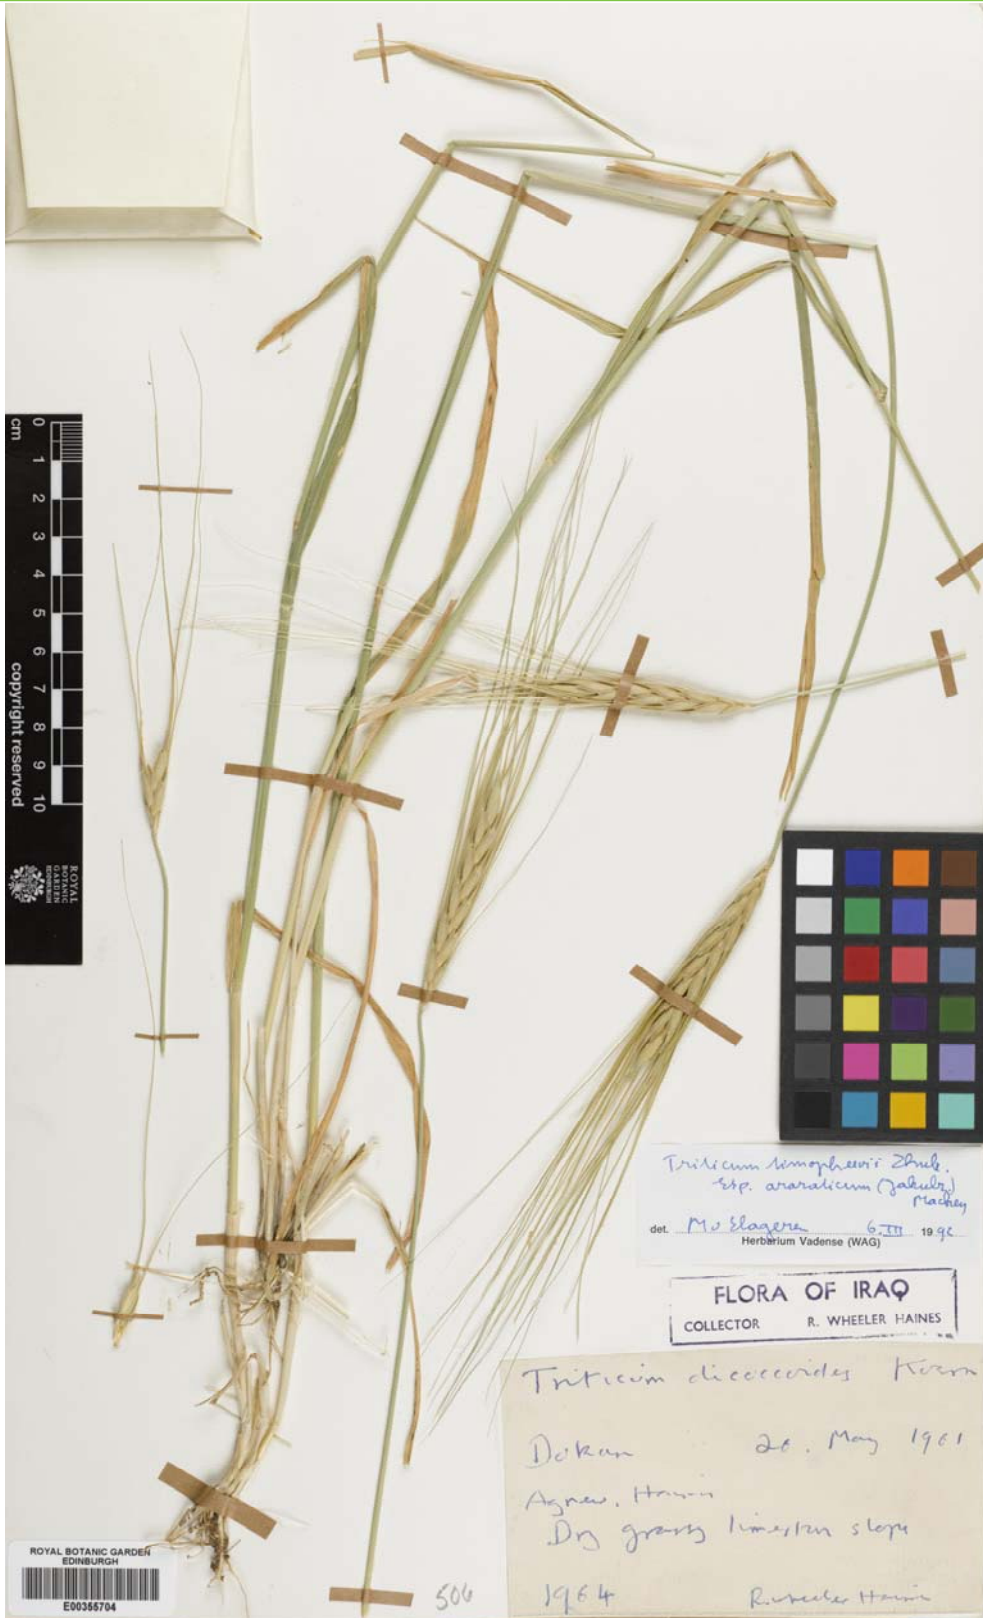 0
cm
1
2
3
4
5
6
7
8
9
10
copyright reserved
ROYAL
BOTANIC
GARDEN
EDINBURGH
Triticum timopheevii Zhuk.
ssp. araraticum (Jakubz.)
Mackey
det. 6. III 1992
Herbarium Vadense (WAG)
FLORA OF IRAQ
COLLECTOR R. WHEELER HAINES
Triticum dicoccoides Koern
Dokan 20. May 1961
Agnew. Haines
Dry grassy limestone slope
1964 R. Wheeler Haines
506
ROYAL BOTANIC GARDEN
EDINBURGH
E00355704